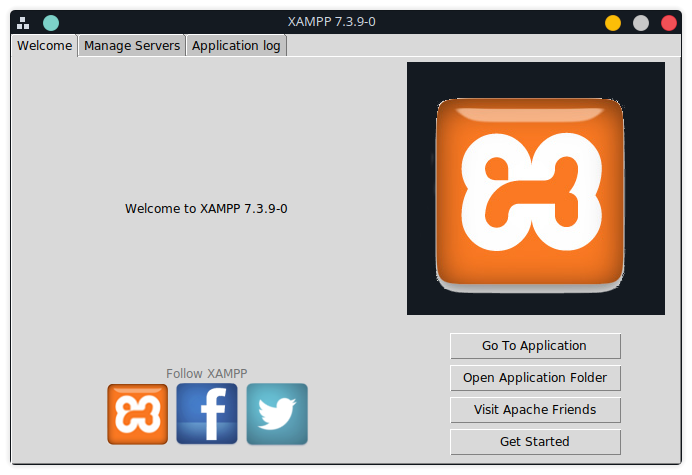 XAMPP 7.3.9-0
Welcome
Manage Servers
Application log
Welcome to XAMPP 7.3.9-0
Follow XAMPP
Go To Application
Open Application Folder
Visit Apache Friends
Get Started